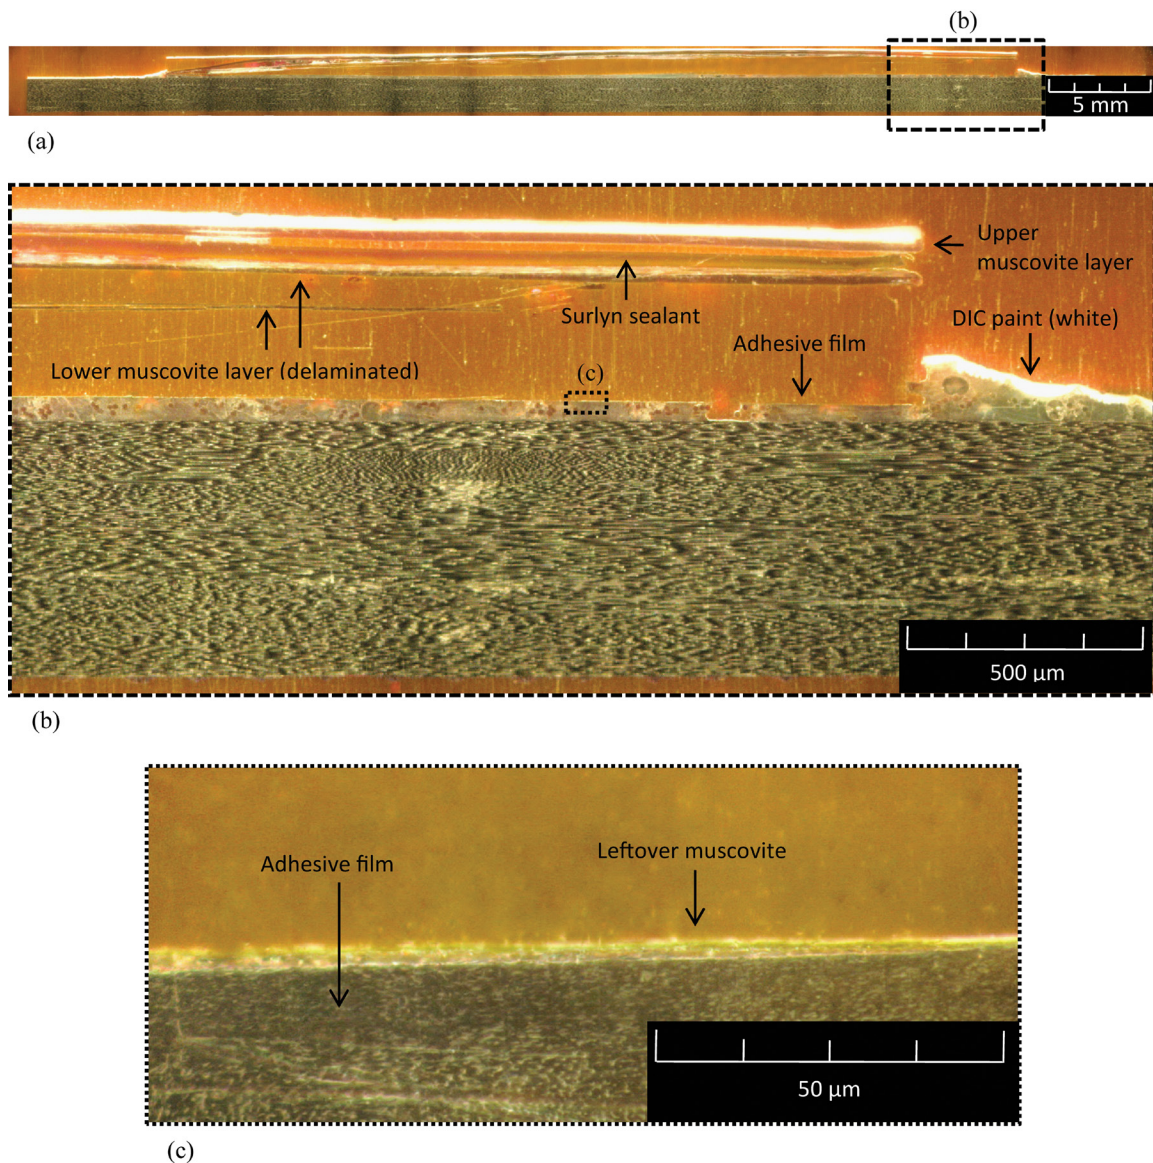 (b)
5 mm
(a)
Upper
muscovite layer
Surlyn sealant
DIC paint (white)
Adhesive film
Lower muscovite layer (delaminated)
(c)
500 µm
(b)
Adhesive film
Leftover muscovite
50 µm
(c)